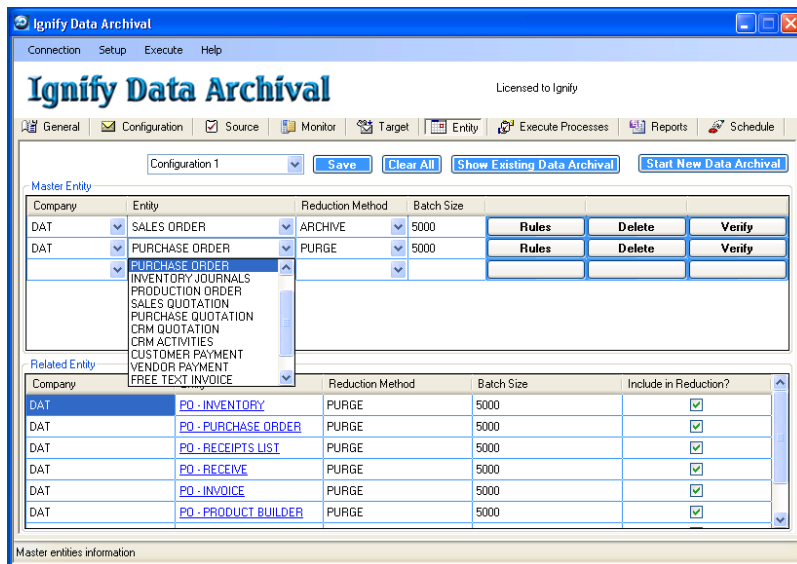 Ignify Data Archival
Connection Setup Execute Help
Ignify Data Archival
Licensed to Ignify
General Configuration Source Monitor Target Entity Execute Processes Reports Schedule
Configuration 1 Save Clear All Show Existing Data Archival Start New Data Archival
Master Entity
Company Entity Reduction Method Batch Size
DAT SALES ORDER ARCHIVE 5000 Rules Delete Verify
DAT PURCHASE ORDER PURGE 5000 Rules Delete Verify
PURCHASE ORDER
INVENTORY JOURNALS
PRODUCTION ORDER
SALES QUOTATION
PURCHASE QUOTATION
CRM QUOTATION
CRM ACTIVITIES
CUSTOMER PAYMENT
VENDOR PAYMENT
FREE TEXT INVOICE
Related Entity
Company Reduction Method Batch Size Include in Reduction?
DAT PO - INVENTORY PURGE 5000
DAT PO - PURCHASE ORDER PURGE 5000
DAT PO - RECEIPTS LIST PURGE 5000
DAT PO - RECEIVE PURGE 5000
DAT PO - INVOICE PURGE 5000
DAT PO - PRODUCT BUILDER PURGE 5000
Master entities information